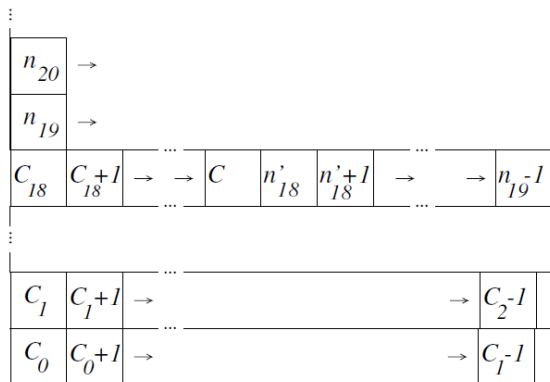 ⋮
n₂₀ →
n₁₉ →
... ...
C₁₈ C₁₈+1 → → C n'₁₈ n'₁₈+1 → → n₁₉-1
... ...
⋮
...
C₁ C₁+1 → → C₂-1
...
C₀ C₀+1 → → C₁-1